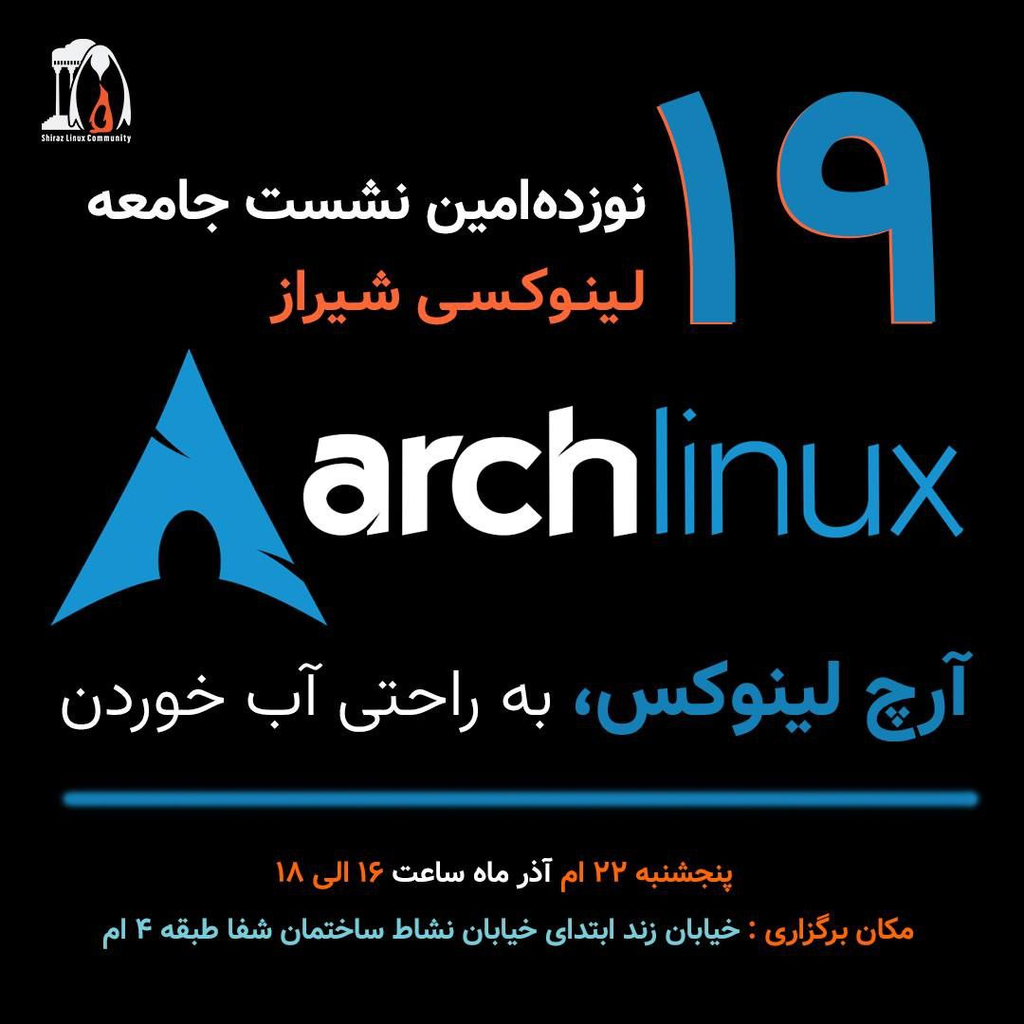 Shiraz Linux Community
۱۹
نوزده‌امین نشست جامعه
لینوکسی شیراز
archlinux
آرچ لینوکس، به راحتی آب خوردن
پنجشنبه ۲۲ ام آذر ماه ساعت ۱۶ الی ۱۸
مکان برگزاری : خیابان زند ابتدای خیابان نشاط ساختمان شفا طبقه ۴ ام